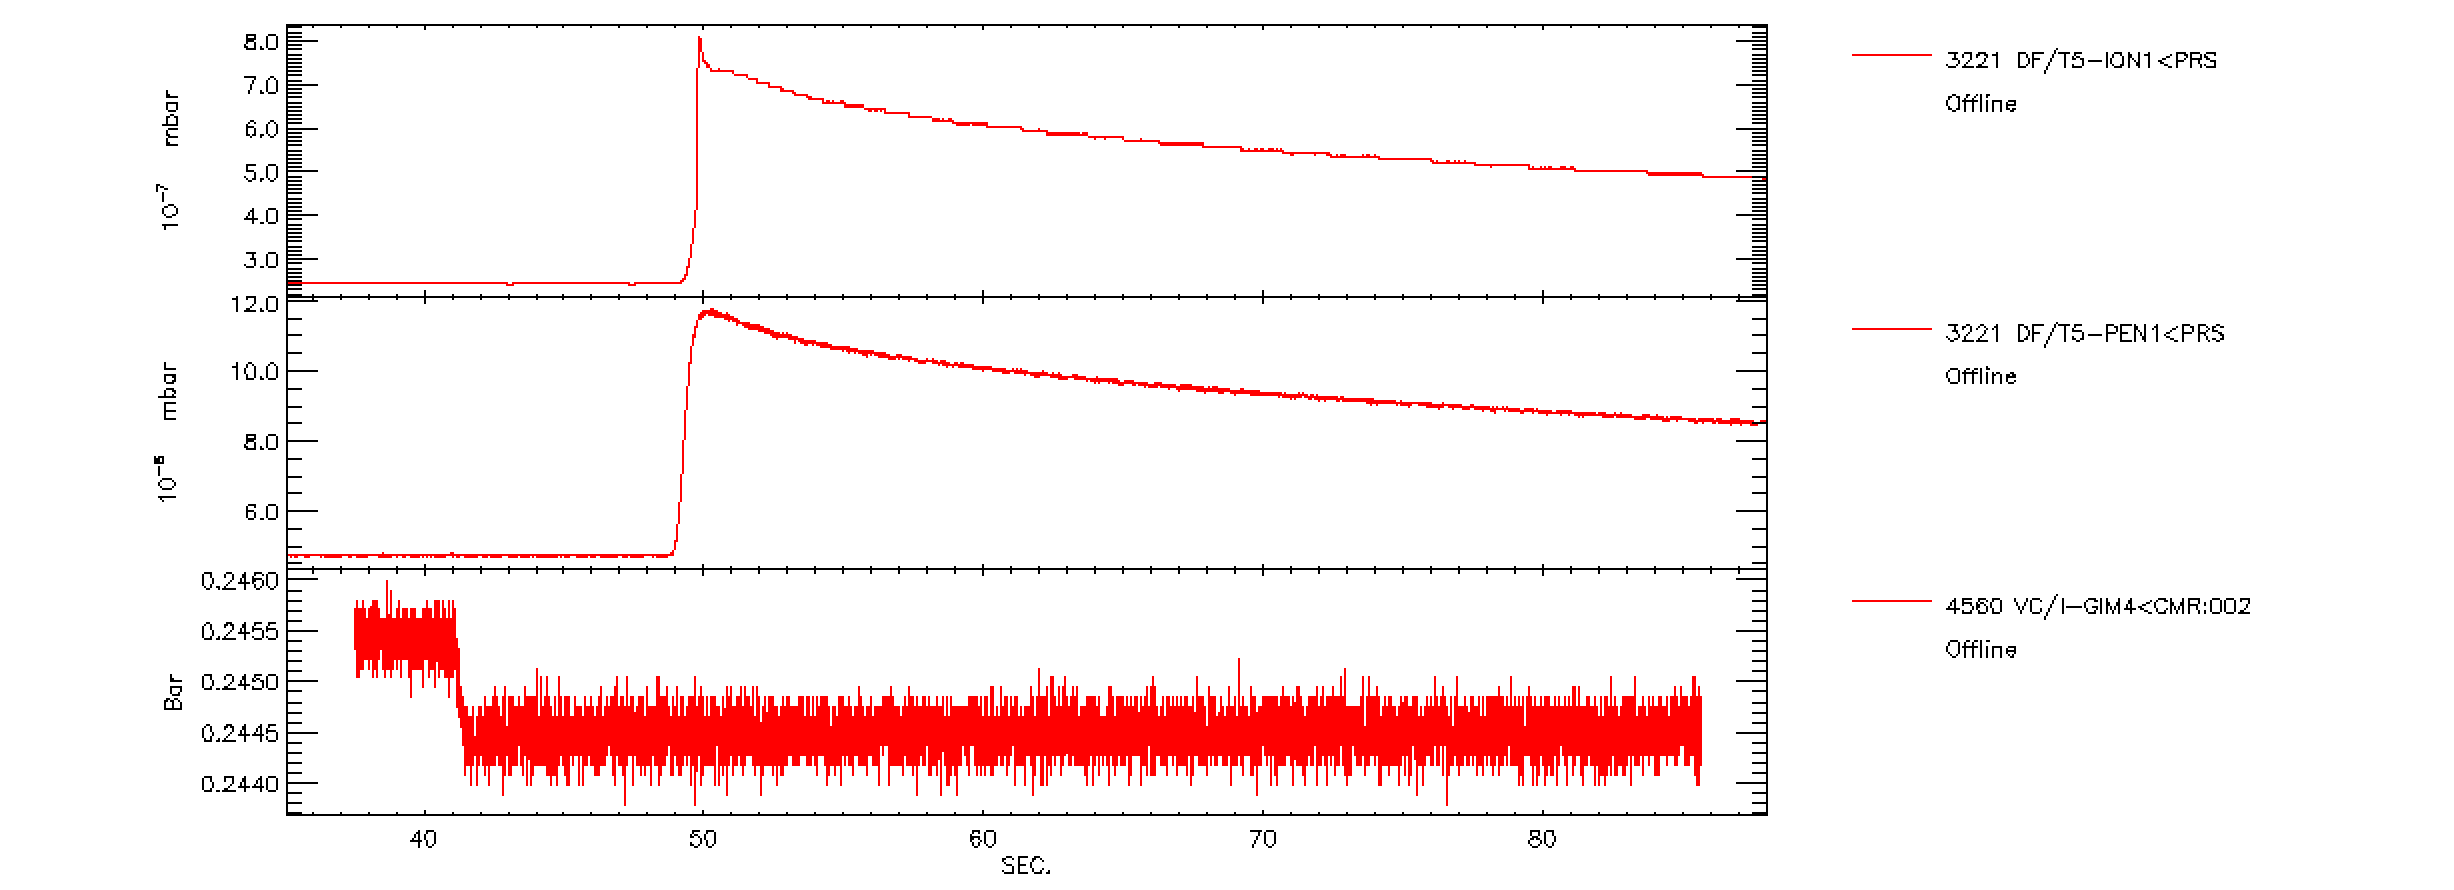 8.0
7.0
6.0
5.0
4.0
3.0
10-7 mbar
3221 DF/T5-ION1<PRS
Offline
12.0
10.0
8.0
6.0
mbar
3221 DF/T5-PEN1<PRS
Offline
0.2460
0.2455
0.2450
0.2445
0.2440
Bar
4560 VC/I-GIM4<CMR:002
Offline
40 50 60 70 80
SEC.